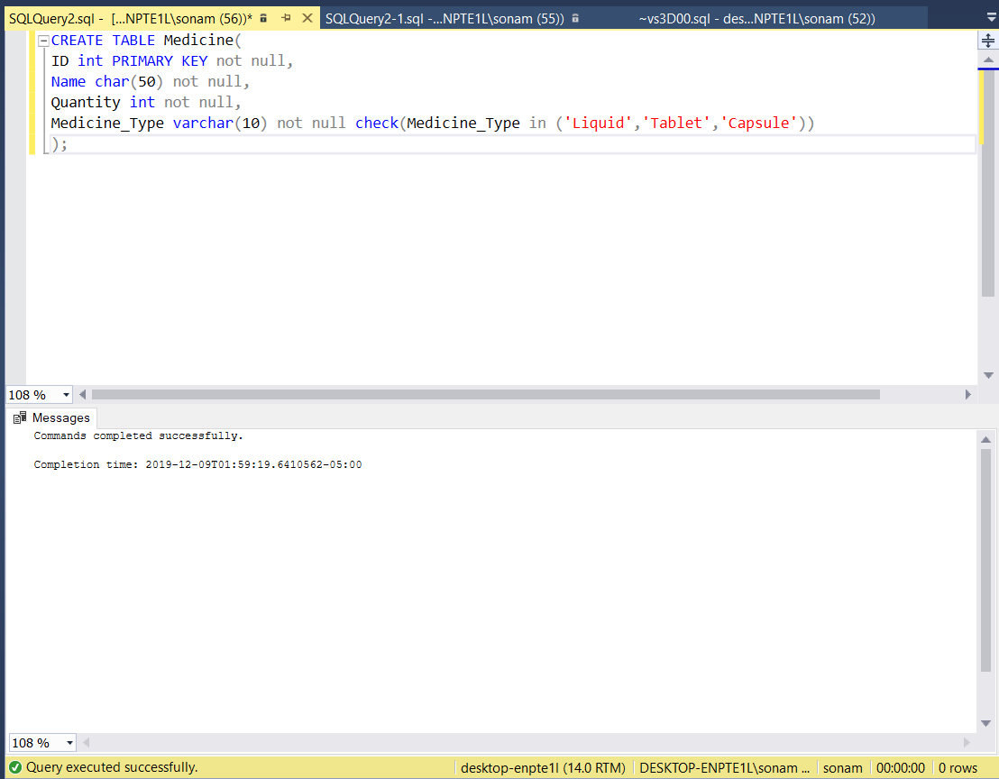 SQLQuery2.sql - [...NPTE1L\sonam (56))* SQLQuery2-1.sql -...NPTE1L\sonam (55)) ~vs3D00.sql - des...NPTE1L\sonam (52))
CREATE TABLE Medicine(
ID int PRIMARY KEY not null,
Name char(50) not null,
Quantity int not null,
Medicine_Type varchar(10) not null check(Medicine_Type in ('Liquid','Tablet','Capsule'))
);
108 %
Messages
Commands completed successfully.
Completion time: 2019-12-09T01:59:19.6410562-05:00
108 %
Query executed successfully. desktop-enpte1l (14.0 RTM) DESKTOP-ENPTE1L\sonam ... sonam 00:00:00 0 rows